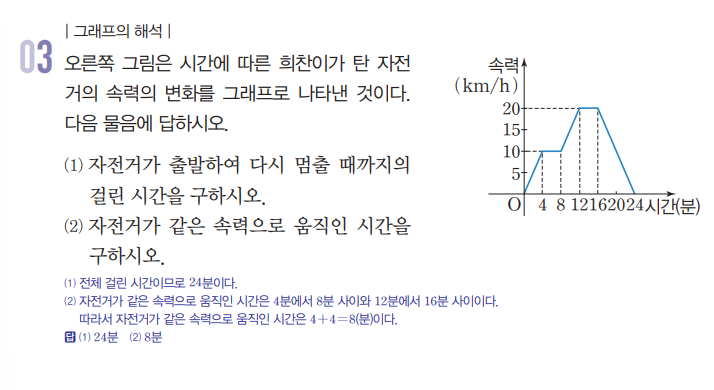 | 그래프의 해석 |
03 오른쪽 그림은 시간에 따른 희찬이가 탄 자전
거의 속력의 변화를 그래프로 나타낸 것이다.
다음 물음에 답하시오.
(1) 자전거가 출발하여 다시 멈출 때까지의
걸린 시간을 구하시오.
(2) 자전거가 같은 속력으로 움직인 시간을
구하시오.
속력
(km/h)
20
15
10
5
O 4 8 1216 2024 시간(분)
(1) 전체 걸린 시간이므로 24분이다.
(2) 자전거가 같은 속력으로 움직인 시간은 4분에서 8분 사이와 12분에서 16분 사이이다.
따라서 자전거가 같은 속력으로 움직인 시간은 4+4=8(분)이다.
답 (1) 24분 (2) 8분